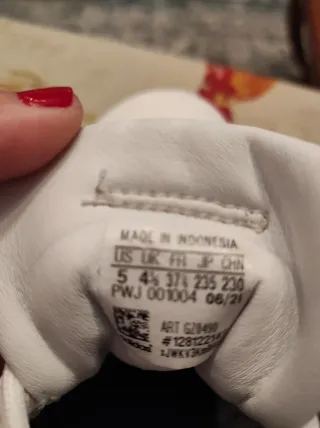 MADE IN INDONESIA
US UK FR JP CHN
5 4½ 37⅓ 235 230
PWJ 001004 06/21
ART GZ8490